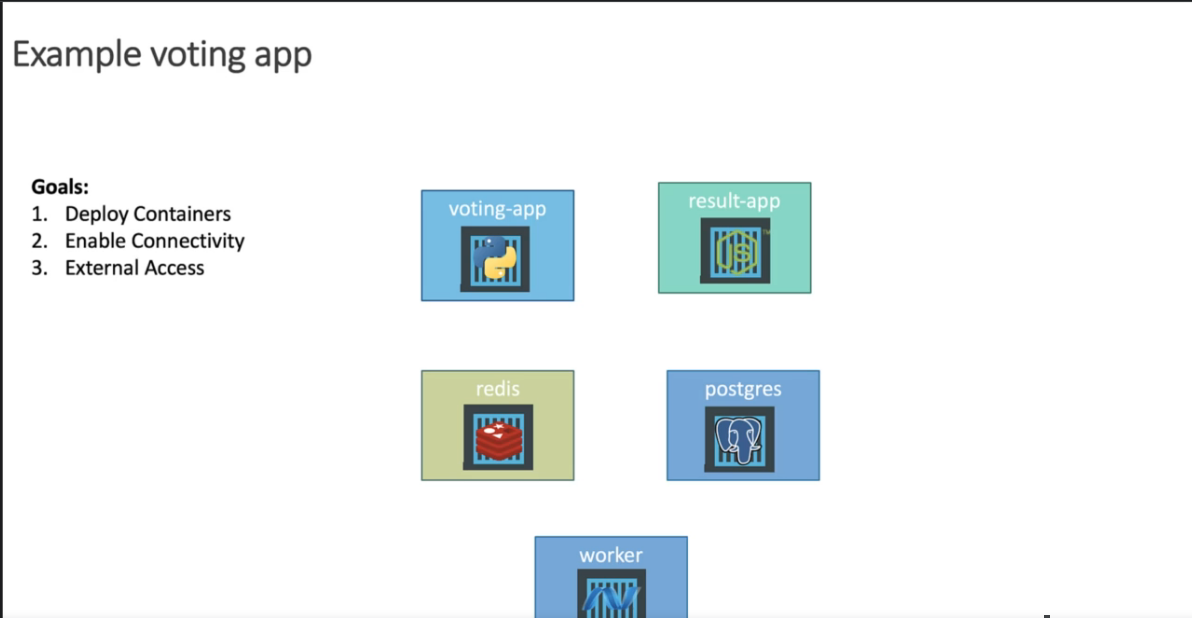 Example voting app
Goals:
1. Deploy Containers
2. Enable Connectivity
3. External Access
voting-app
result-app
JS
redis
postgres
worker